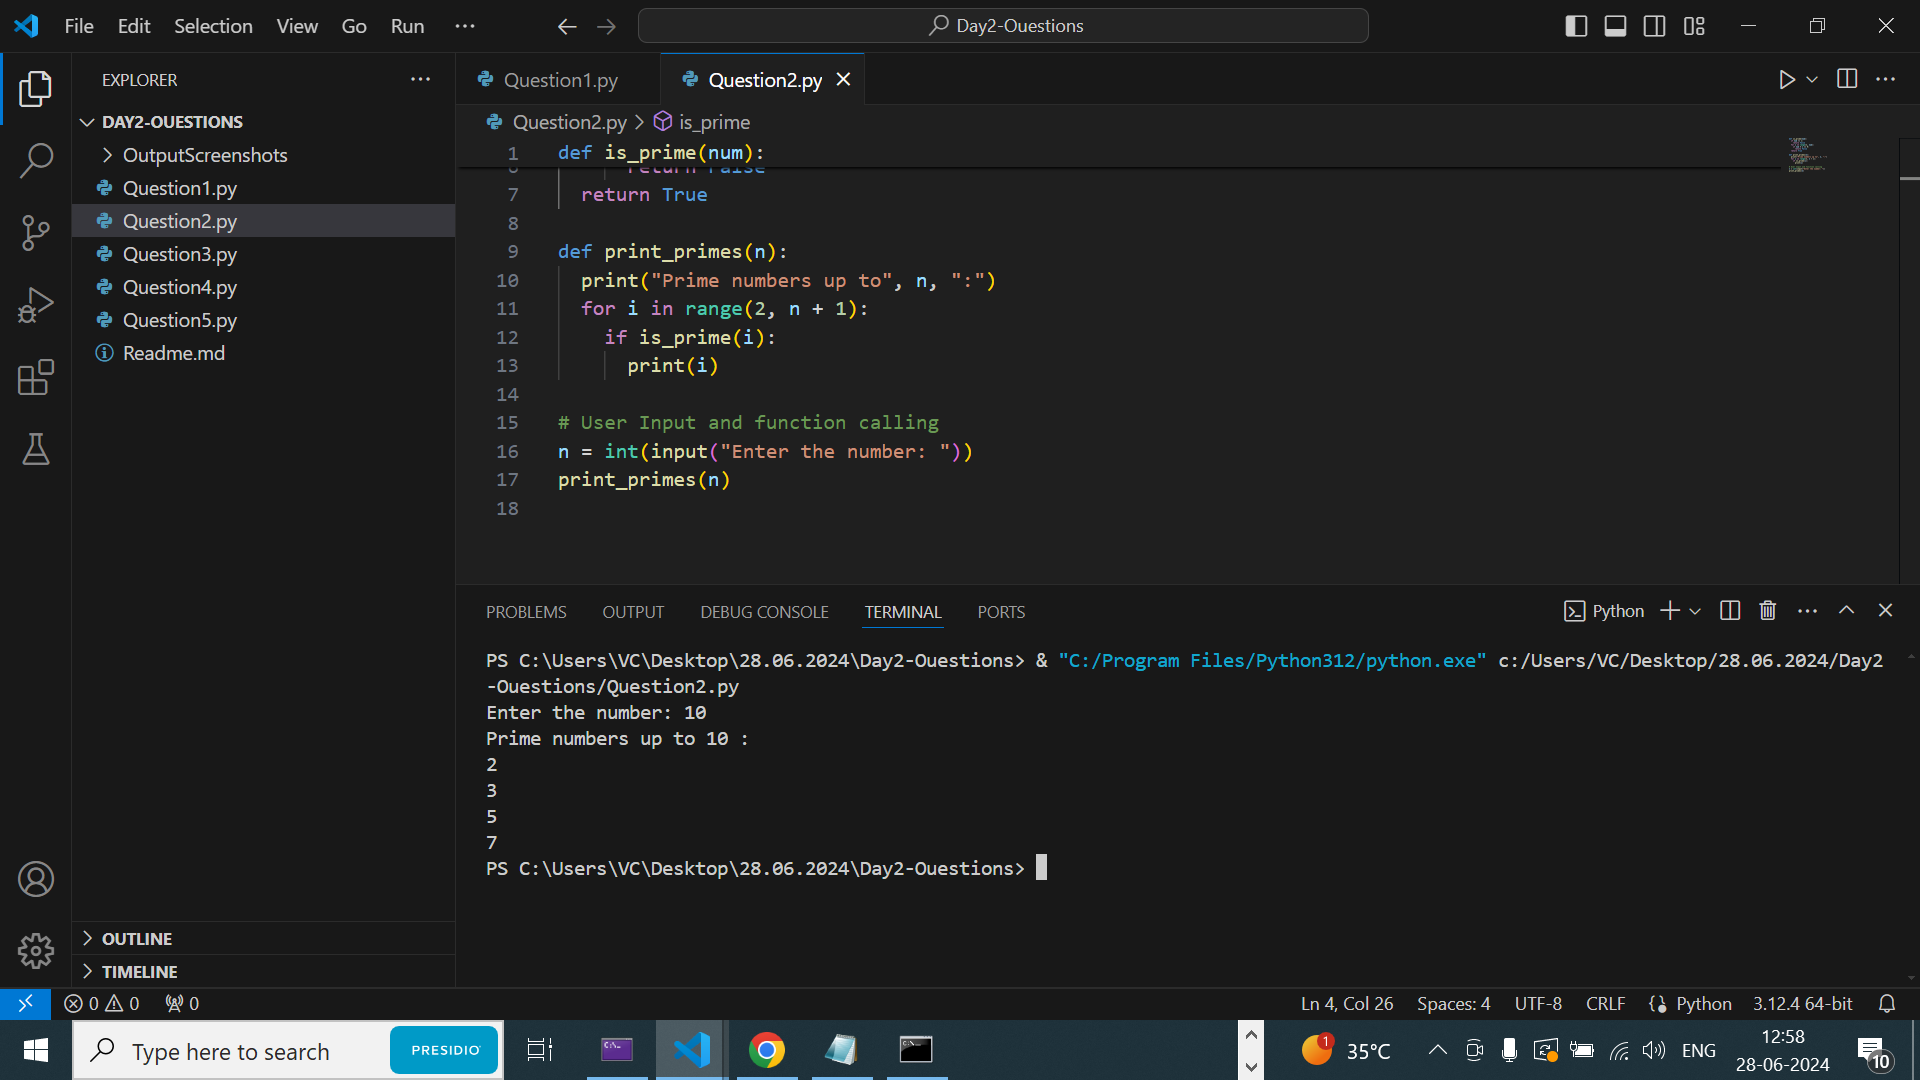 File Edit Selection View Go Run ···
Day2-Ouestions
EXPLORER ···
DAY2-OUESTIONS
OutputScreenshots
Question1.py
Question2.py
Question3.py
Question4.py
Question5.py
Readme.md
OUTLINE
TIMELINE
Question1.py Question2.py
Question2.py > is_prime
1 def is_prime(num):
6 return False
7 return True
8
9 def print_primes(n):
10 print("Prime numbers up to", n, ":")
11 for i in range(2, n + 1):
12 if is_prime(i):
13 print(i)
14
15 # User Input and function calling
16 n = int(input("Enter the number: "))
17 print_primes(n)
18
PROBLEMS OUTPUT DEBUG CONSOLE TERMINAL PORTS
Python
PS C:\Users\VC\Desktop\28.06.2024\Day2-Ouestions> & "C:/Program Files/Python312/python.exe" c:/Users/VC/Desktop/28.06.2024/Day2
-Ouestions/Question2.py
Enter the number: 10
Prime numbers up to 10 :
2
3
5
7
PS C:\Users\VC\Desktop\28.06.2024\Day2-Ouestions>
0 0 0
Ln 4, Col 26 Spaces: 4 UTF-8 CRLF Python 3.12.4 64-bit
Type here to search PRESIDIO
1 35°C ENG
12:58
28-06-2024
10